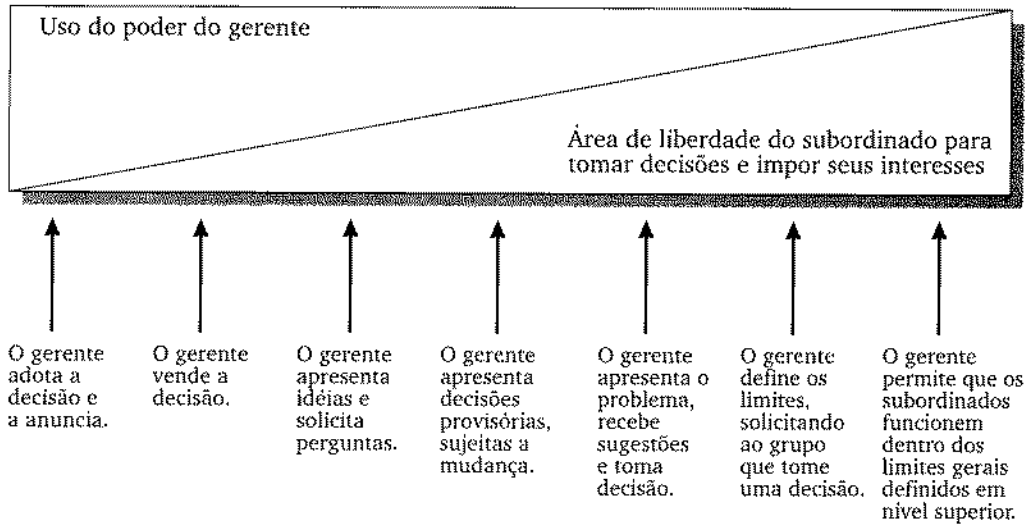 Uso do poder do gerente
Área de liberdade do subordinado para
tomar decisões e impor seus interesses
O gerente
adota a
decisão e
a anuncia.
O gerente
vende a
decisão.
O gerente
apresenta
idéias e
solicita
perguntas.
O gerente
apresenta
decisões
provisórias,
sujeitas a
mudança.
O gerente
apresenta o
problema,
recebe
sugestões
e toma
decisão.
O gerente
define os
limites,
solicitando
ao grupo
que tome
uma decisão.
O gerente
permite que os
subordinados
funcionem
dentro dos
limites gerais
definidos em
nível superior.